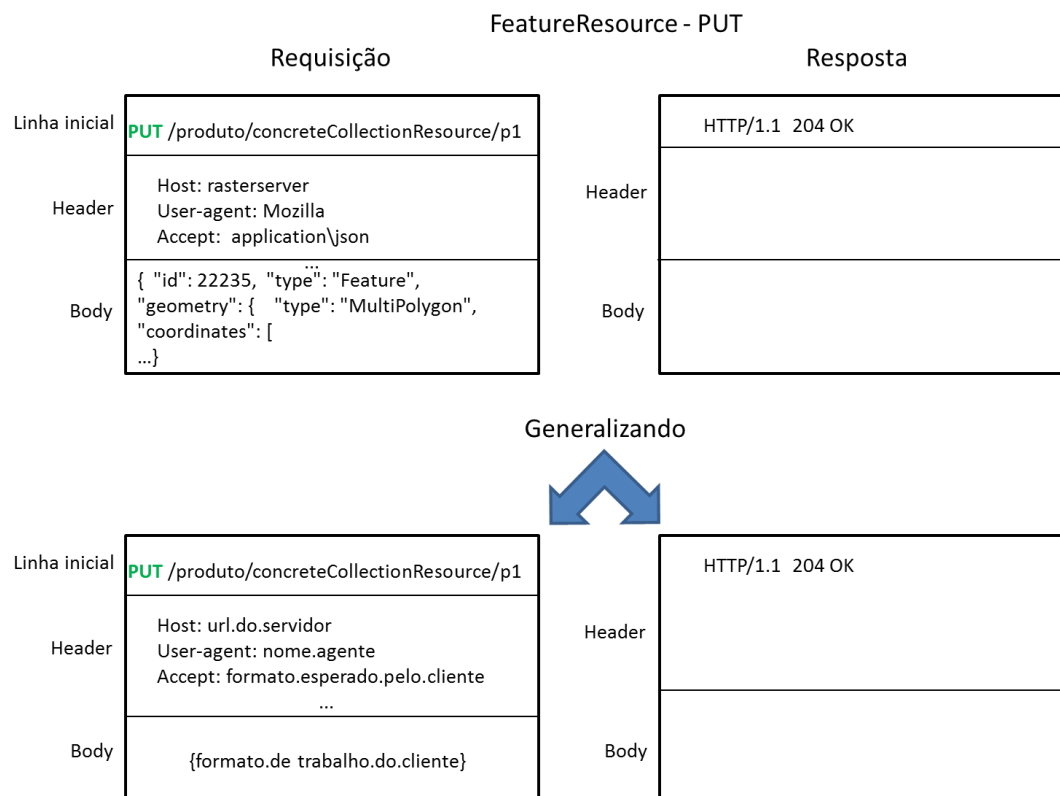 FeatureResource - PUT
Requisição
Resposta
Linha inicial
PUT /produto/concreteCollectionResource/p1
HTTP/1.1 204 OK
Header
Host: rasterserver
User-agent: Mozilla
Accept: application\json
...
Header
Body
{ "id": 22235, "type": "Feature",
"geometry": { "type": "MultiPolygon",
"coordinates": [
...}
Body
Generalizando
Linha inicial
PUT /produto/concreteCollectionResource/p1
HTTP/1.1 204 OK
Header
Host: url.do.servidor
User-agent: nome.agente
Accept: formato.esperado.pelo.cliente
...
Header
Body
{formato.de trabalho.do.cliente}
Body